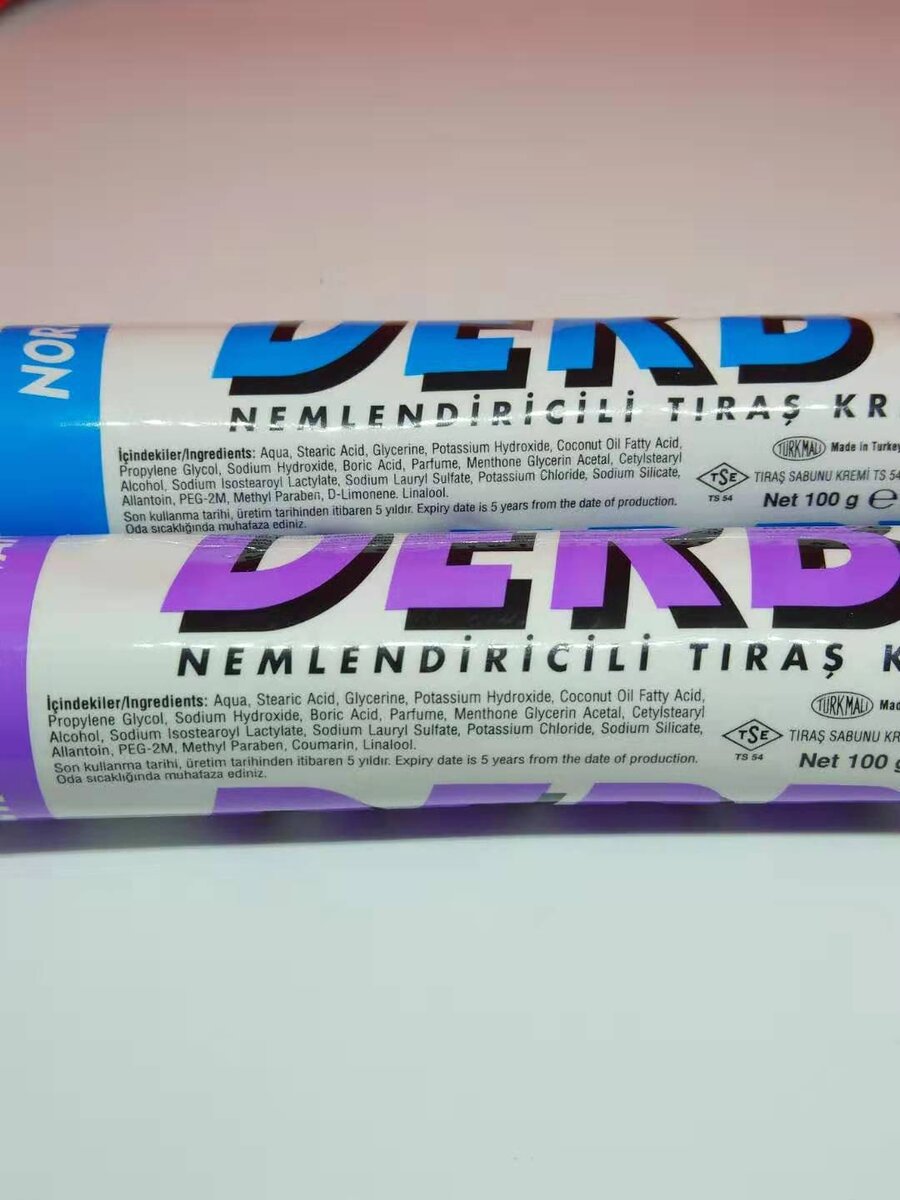 NOR
DERB
NEMLENDİRİCİLİ TIRAŞ KR
İçindekiler/Ingredients: Aqua, Stearic Acid, Glycerine, Potassium Hydroxide, Coconut Oil Fatty Acid,
Propylene Glycol, Sodium Hydroxide, Boric Acid, Parfume, Menthone Glycerin Acetal, Cetylstearyl
Alcohol, Sodium Isostearoyl Lactylate, Sodium Lauryl Sulfate, Potassium Chloride, Sodium Silicate,
Allantoin, PEG-2M, Methyl Paraben, D-Limonene. Linalool.
Son kullanma tarihi, üretim tarihinden itibaren 5 yıldır. Expiry date is 5 years from the date of production.
Oda sıcaklığında muhafaza ediniz.
TÜRK MALI Made in Turkey
TSE TIRAŞ SABUNU KREMİ TS 54
TS 54
Net 100 g e
DERB
NEMLENDİRİCİLİ TIRAŞ K
İçindekiler/Ingredients: Aqua, Stearic Acid, Glycerine, Potassium Hydroxide, Coconut Oil Fatty Acid,
Propylene Glycol, Sodium Hydroxide, Boric Acid, Parfume, Menthone Glycerin Acetal, Cetylstearyl
Alcohol, Sodium Isostearoyl Lactylate, Sodium Lauryl Sulfate, Potassium Chloride, Sodium Silicate,
Allantoin, PEG-2M, Methyl Paraben, Coumarin, Linalool.
Son kullanma tarihi, üretim tarihinden itibaren 5 yıldır. Expiry date is 5 years from the date of production.
Oda sıcaklığında muhafaza ediniz.
TÜRK MALI Mad
TSE TIRAŞ SABUNU KR
TS 54
Net 100 g